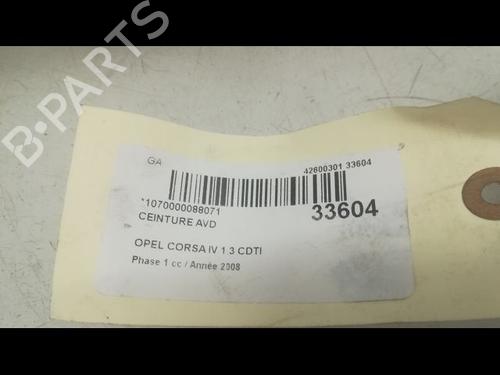 B-PARTS
GA
42600301 33604
*1070000088071
33604
CEINTURE AVD
OPEL CORSA IV 1.3 CDTI
Phase 1 cc / Année 2008